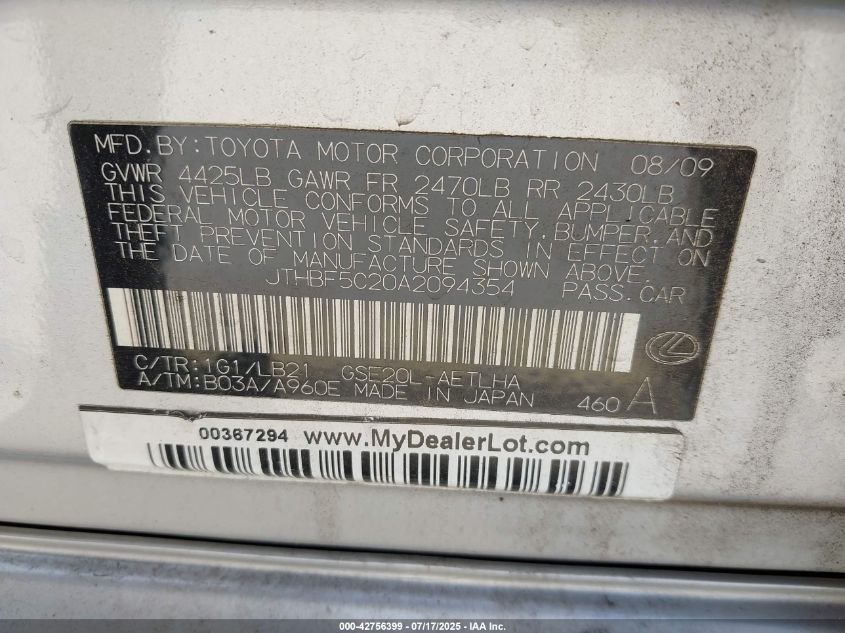 MFD. BY: TOYOTA MOTOR CORPORATION 08/09
GVWR 4425LB GAWR FR 2470LB RR 2430LB
THIS VEHICLE CONFORMS TO ALL APPLICABLE
FEDERAL MOTOR VEHICLE SAFETY, BUMPER, AND
THEFT PREVENTION STANDARDS IN EFFECT ON
THE DATE OF MANUFACTURE SHOWN ABOVE.
JTHBF5C20A2094354 PASS. CAR
C/TR: 1G1/LB21 GSE20L-AETLHA
A/TM: B03A/A960E MADE IN JAPAN 460 A
00367294 www.MyDealerLot.com
000-42756399 - 07/17/2025 - IAA Inc.